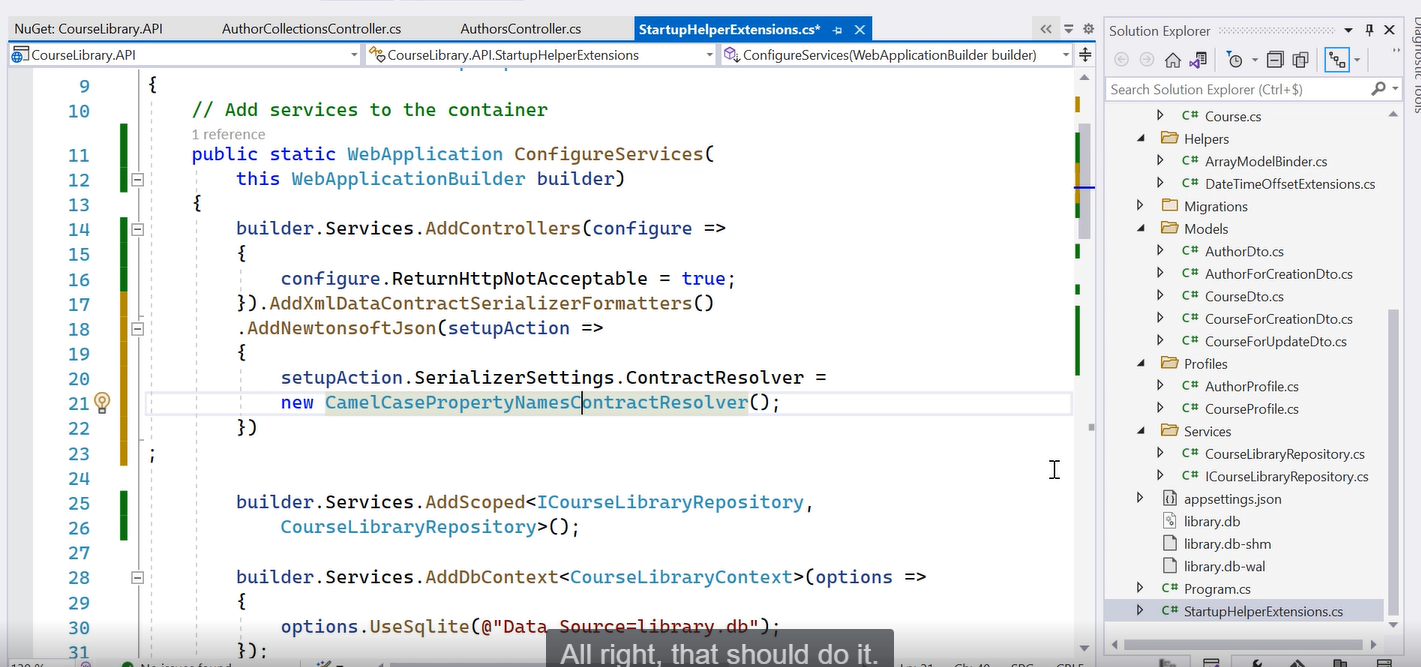 NuGet: CourseLibrary.API AuthorCollectionsController.cs AuthorsController.cs StartupHelperExtensions.cs*
CourseLibrary.API CourseLibrary.API.StartupHelperExtensions ConfigureServices(WebApplicationBuilder builder)
9 {
10 // Add services to the container
1 reference
11 public static WebApplication ConfigureServices(
12 this WebApplicationBuilder builder)
13 {
14 builder.Services.AddControllers(configure =>
15 {
16 configure.ReturnHttpNotAcceptable = true;
17 }).AddXmlDataContractSerializerFormatters()
18 .AddNewtonsoftJson(setupAction =>
19 {
20 setupAction.SerializerSettings.ContractResolver =
21 new CamelCasePropertyNamesContractResolver();
22 })
23 ;
24
25 builder.Services.AddScoped<ICourseLibraryRepository,
26 CourseLibraryRepository>();
27
28 builder.Services.AddDbContext<CourseLibraryContext>(options =>
29 {
30 options.UseSqlite(@"Data Source=library.db");
31 });
All right, that should do it.
Solution Explorer
Search Solution Explorer (Ctrl+$)
C# Course.cs
Helpers
C# ArrayModelBinder.cs
C# DateTimeOffsetExtensions.cs
Migrations
Models
C# AuthorDto.cs
C# AuthorForCreationDto.cs
C# CourseDto.cs
C# CourseForCreationDto.cs
C# CourseForUpdateDto.cs
Profiles
C# AuthorProfile.cs
C# CourseProfile.cs
Services
C# CourseLibraryRepository.cs
C# ICourseLibraryRepository.cs
appsettings.json
library.db
library.db-shm
library.db-wal
C# Program.cs
C# StartupHelperExtensions.cs
Diagnostic Tools